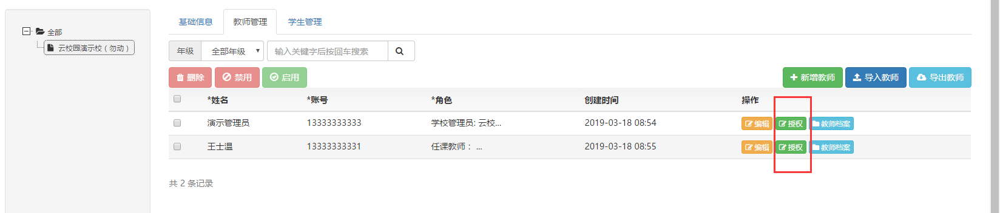 全部
云校园演示校（勿动）
基础信息 教师管理 学生管理
年级 全部年级 输入关键字后按回车搜索
删除 禁用 启用 新增教师 导入教师 导出教师
*姓名 *账号 *角色 创建时间 操作
演示管理员 13333333333 学校管理员: 云校... 2019-03-18 08:54 编辑 授权 教师档案
王士温 13333333331 任课教师： ... 2019-03-18 08:55 编辑 授权 教师档案
共 2 条记录